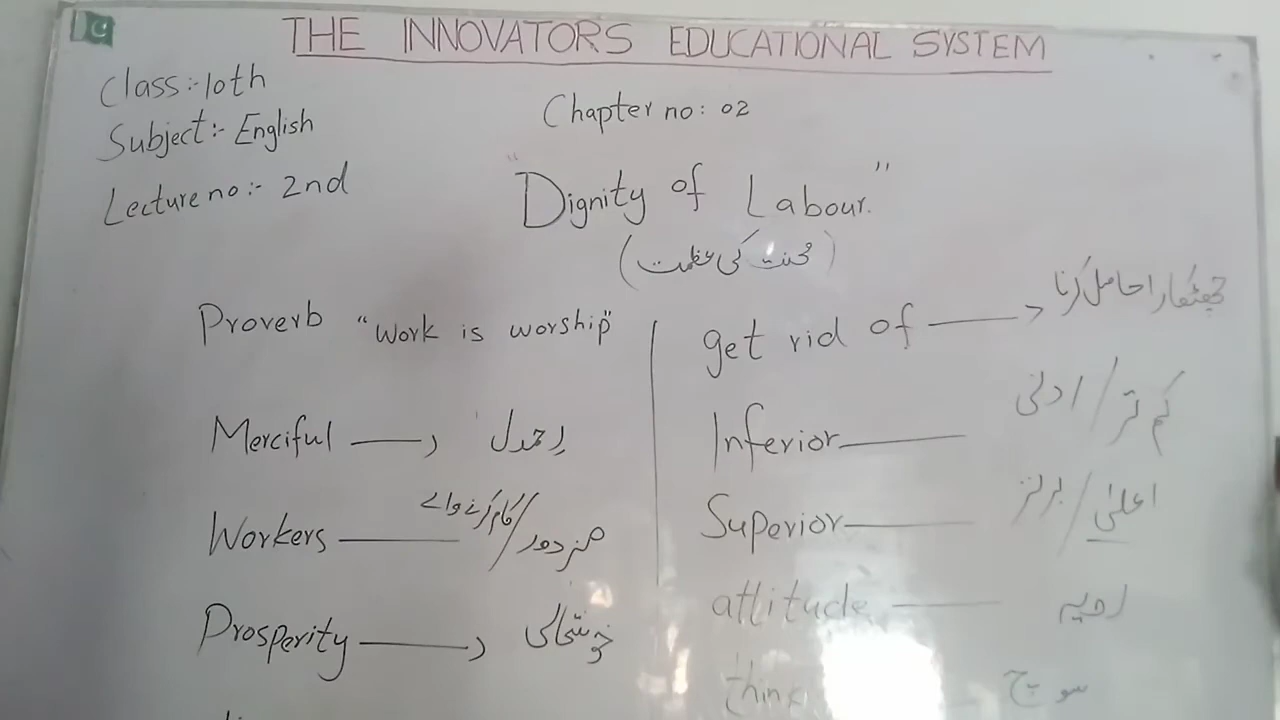 THE INNOVATORS EDUCATIONAL SYSTEM
Class:- 10th
Subject:- English
Lecture no:- 2nd
Chapter no: 02
"Dignity of Labour."
(محنت کی عظمت)
Proverb "Work is worship"
Merciful → رحمدل
Workers — مزدور/کام کرنے والے
Prosperity → خوشحالی
get rid of → چھٹکارا حاصل کرنا
Inferior — کم تر/ادنی
Superior — اعلیٰ/برتر
attitude — رویہ
think سوچ